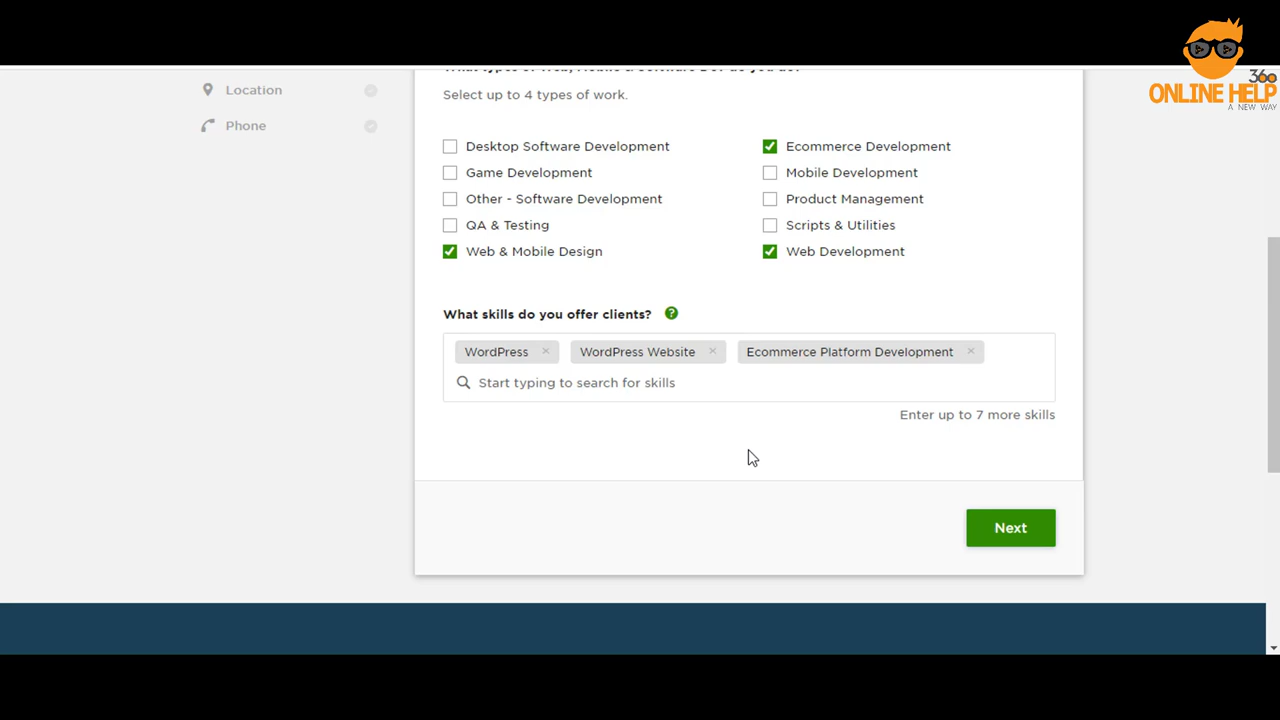 Location
Phone
Select up to 4 types of work.
Desktop Software Development
Ecommerce Development
Game Development
Mobile Development
Other - Software Development
Product Management
QA & Testing
Scripts & Utilities
Web & Mobile Design
Web Development
What skills do you offer clients? ?
WordPress ×
WordPress Website ×
Ecommerce Platform Development ×
Start typing to search for skills
Enter up to 7 more skills
Next
360
ONLINE HELP
A NEW WAY